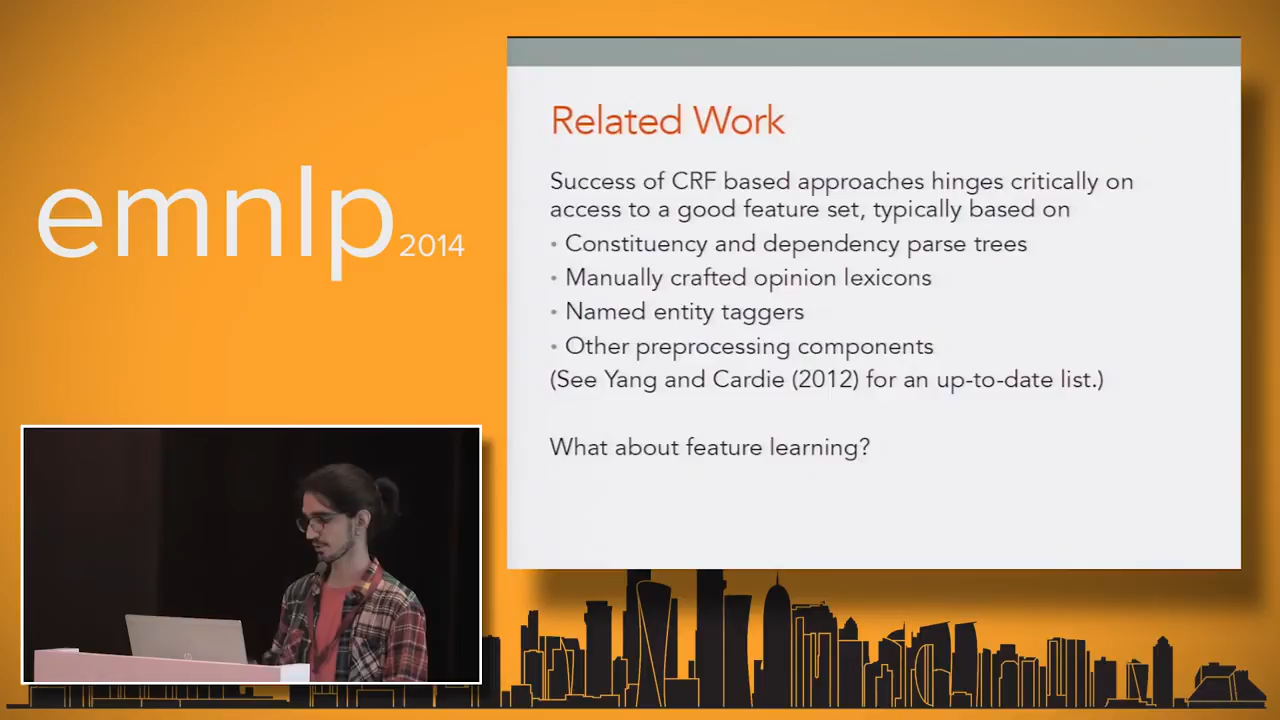 emnlp 2014
Related Work
Success of CRF based approaches hinges critically on
access to a good feature set, typically based on
• Constituency and dependency parse trees
• Manually crafted opinion lexicons
• Named entity taggers
• Other preprocessing components
(See Yang and Cardie (2012) for an up-to-date list.)
What about feature learning?